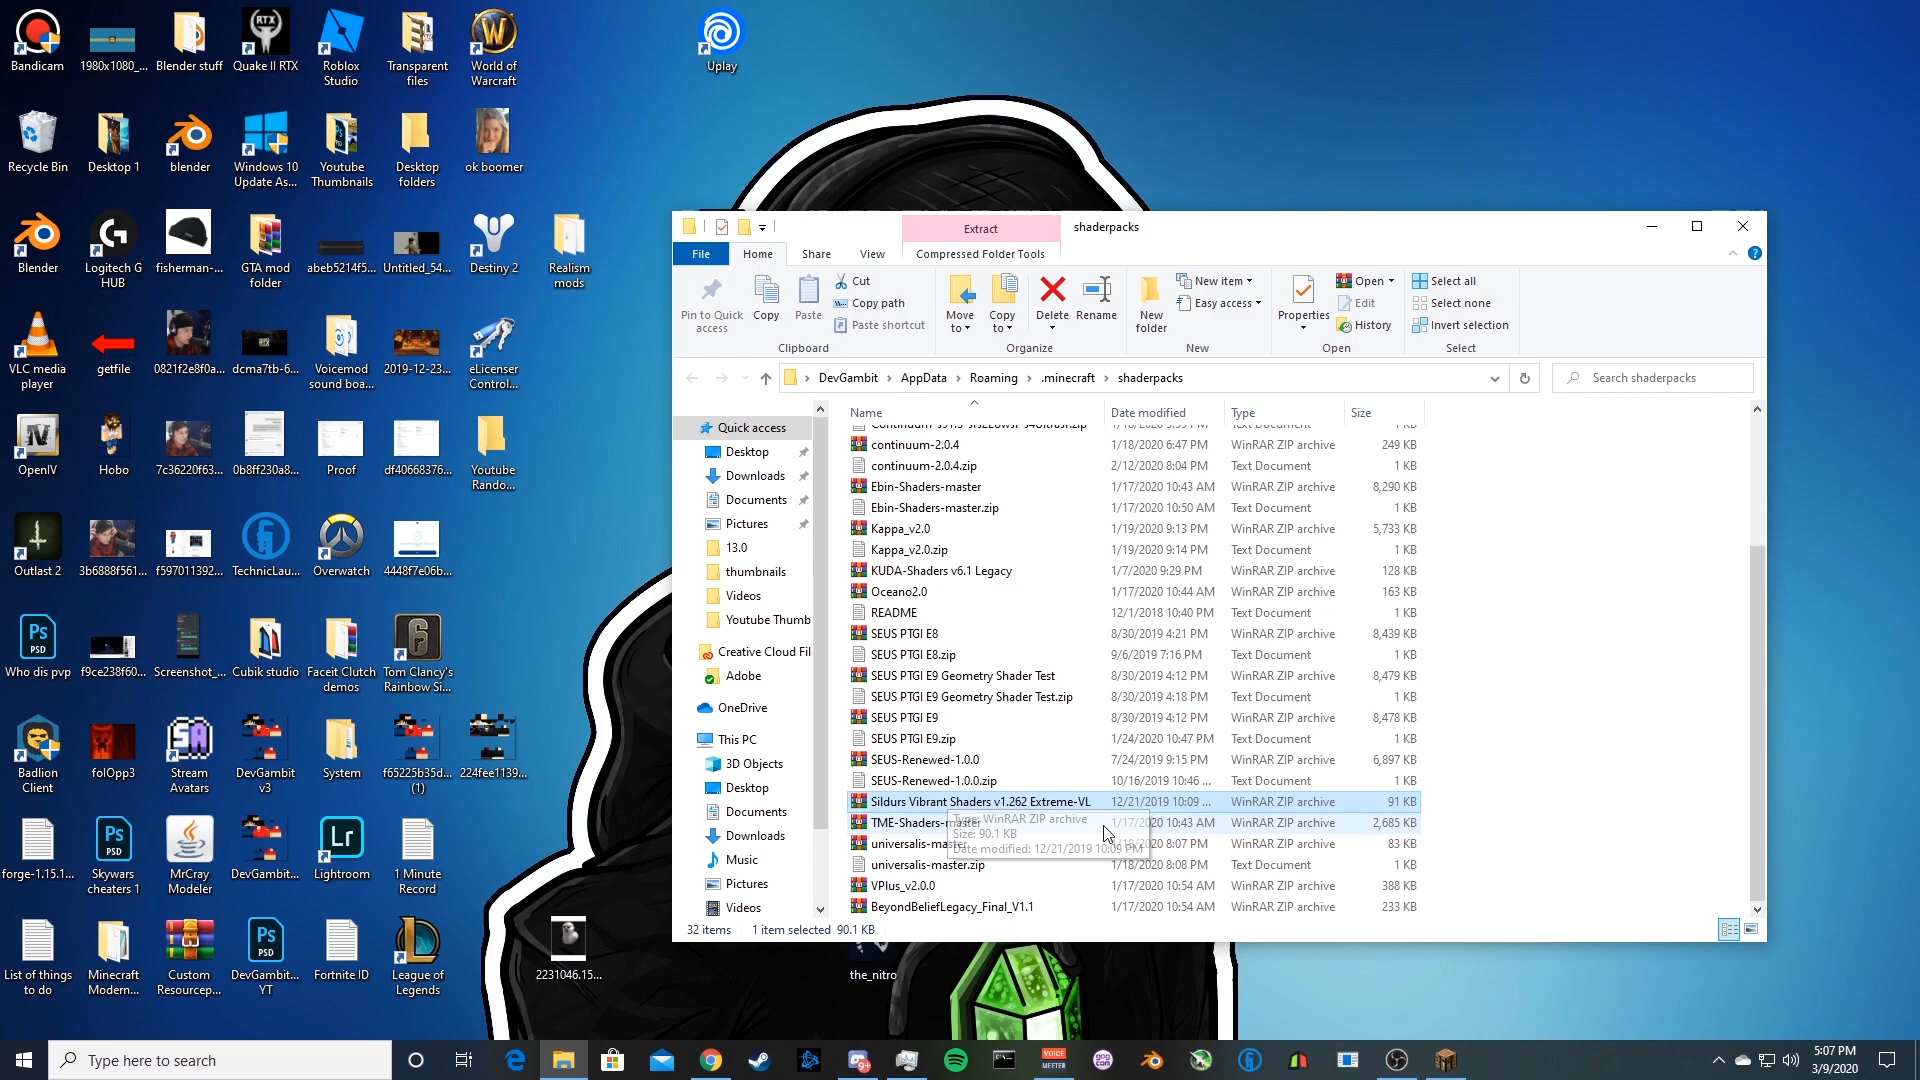 Bandicam
1980x1080_...
Blender stuff
Quake II RTX
Roblox
Studio
Transparent
files
World of
Warcraft
Uplay
Recycle Bin
Desktop 1
blender
Windows 10
Update As...
Youtube
Thumbnails
Desktop
folders
ok boomer
Blender
Logitech G
HUB
fisherman-...
GTA mod
folder
abeb5214f5...
Untitled_54...
Destiny 2
Realism
mods
VLC media
player
getfile
0821f2e8f0a...
dcma7tb-6...
Voicemod
sound boa...
2019-12-23...
eLicenser
Control...
OpenIV
Hobo
7c36220f63...
0b8ff230a8...
Proof
df40668376...
Youtube
Rando...
Outlast 2
3b6888f561...
f597011392...
TechnicLau...
Overwatch
4448f7e06b...
Who dis pvp
f9ce238f60...
Screenshot_...
Cubik studio
Faceit Clutch
demos
Tom Clancy's
Rainbow Si...
Badlion
Client
folOpp3
Stream
Avatars
DevGambit
v3
System
f65225b35d...
(1)
224fee1139...
forge-1.15.1...
Skywars
cheaters 1
MrCray
Modeler
DevGambit...
Lightroom
1 Minute
Record
List of things
to do
Minecraft
Modern...
Custom
Resourcep...
DevGambit...
YT
Fortnite ID
League of
Legends
2231046.15...
the_nitro
Extract
shaderpacks
File
Home
Share
View
Compressed Folder Tools
Pin to Quick
access
Copy
Paste
Cut
Copy path
Paste shortcut
Clipboard
Move
to
Copy
to
Delete
Rename
Organize
New
folder
New item
Easy access
New
Properties
Open
Edit
History
Open
Select all
Select none
Invert selection
Select
DevGambit > AppData > Roaming > .minecraft > shaderpacks
Search shaderpacks
Quick access
Desktop
Downloads
Documents
Pictures
13.0
thumbnails
Videos
Youtube Thumb
Creative Cloud Fil
Adobe
OneDrive
This PC
3D Objects
Desktop
Documents
Downloads
Music
Pictures
Videos
Name Date modified Type Size
continuum-2.0.4 1/18/2020 6:47 PM WinRAR ZIP archive 249 KB
continuum-2.0.4.zip 2/12/2020 8:04 PM Text Document 1 KB
Ebin-Shaders-master 1/17/2020 10:43 AM WinRAR ZIP archive 8,290 KB
Ebin-Shaders-master.zip 1/17/2020 10:50 AM Text Document 1 KB
Kappa_v2.0 1/19/2020 9:13 PM WinRAR ZIP archive 5,733 KB
Kappa_v2.0.zip 1/19/2020 9:14 PM Text Document 1 KB
KUDA-Shaders v6.1 Legacy 1/7/2020 9:29 PM WinRAR ZIP archive 128 KB
Oceano2.0 1/17/2020 10:44 AM WinRAR ZIP archive 163 KB
README 12/1/2018 10:40 PM Text Document 1 KB
SEUS PTGI E8 8/30/2019 4:21 PM WinRAR ZIP archive 8,439 KB
SEUS PTGI E8.zip 9/6/2019 7:16 PM Text Document 1 KB
SEUS PTGI E9 Geometry Shader Test 8/30/2019 4:12 PM WinRAR ZIP archive 8,479 KB
SEUS PTGI E9 Geometry Shader Test.zip 8/30/2019 4:18 PM Text Document 1 KB
SEUS PTGI E9 8/30/2019 4:12 PM WinRAR ZIP archive 8,478 KB
SEUS PTGI E9.zip 1/24/2020 10:47 PM Text Document 1 KB
SEUS-Renewed-1.0.0 7/24/2019 9:15 PM WinRAR ZIP archive 6,897 KB
SEUS-Renewed-1.0.0.zip 10/16/2019 10:46 ... Text Document 1 KB
Sildurs Vibrant Shaders v1.262 Extreme-VL 12/21/2019 10:09 ... WinRAR ZIP archive 91 KB
TME-Shaders-master 1/17/2020 10:43 AM WinRAR ZIP archive 2,685 KB
universalis-master 8:07 PM WinRAR ZIP archive 83 KB
universalis-master.zip 1/18/2020 8:08 PM Text Document 1 KB
VPlus_v2.0.0 1/17/2020 10:54 AM WinRAR ZIP archive 388 KB
BeyondBeliefLegacy_Final_V1.1 1/17/2020 10:54 AM WinRAR ZIP archive 233 KB
Type: WinRAR ZIP archive
Size: 90.1 KB
Date modified: 12/21/2019 10:09 PM
32 items 1 item selected 90.1 KB
Type here to search
5:07 PM
3/9/2020